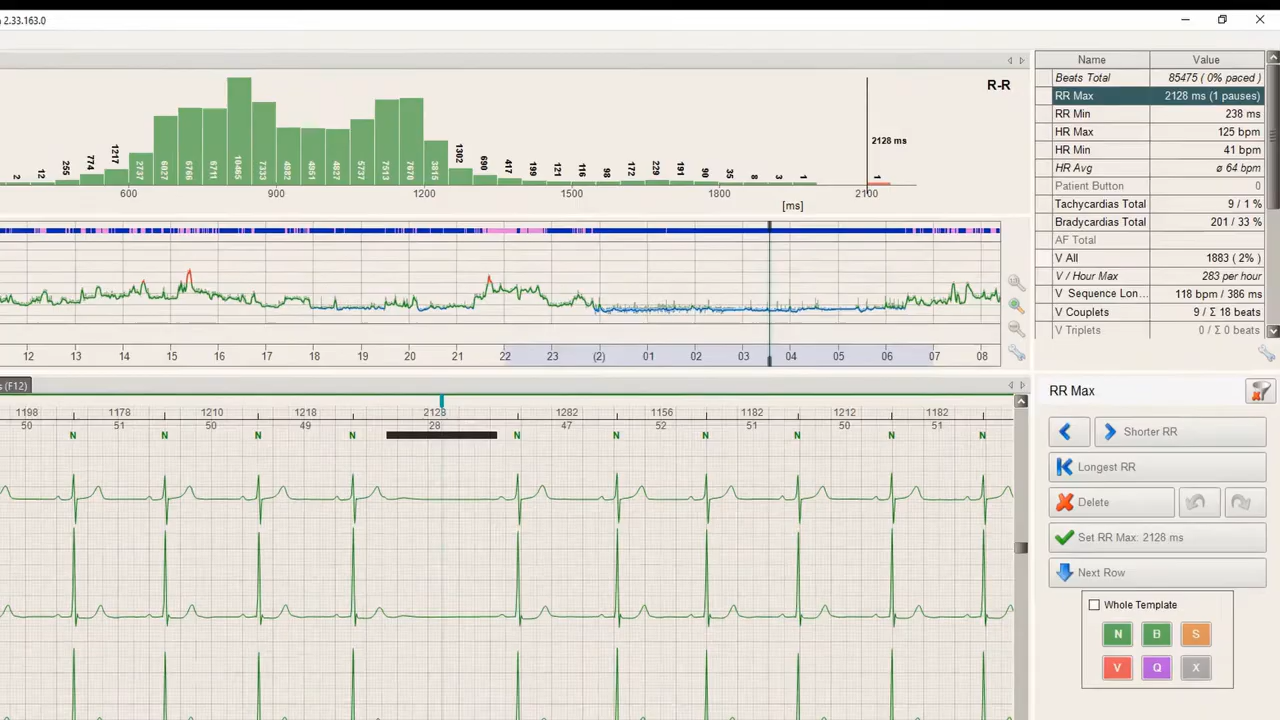 2.33.163.0
R-R
2
12
255
774
1217
2737
6027
6766
6711
10465
7333
4882
4851
4827
5737
7513
7670
3815
1302
690
417
199
121
116
98
172
229
191
90
35
8
3
1
2128 ms
1
600
900
1200
1500
1800
2100
[ms]
12 13 14 15 16 17 18 19 20 21 22 23 (2) 01 02 03 04 05 06 07 08
Name Value
Beats Total 85475 ( 0% paced )
RR Max 2128 ms (1 pauses)
RR Min 238 ms
HR Max 125 bpm
HR Min 41 bpm
HR Avg ø 64 bpm
Patient Button 0
Tachycardias Total 9 / 1 %
Bradycardias Total 201 / 33 %
AF Total
V All 1883 ( 2% )
V / Hour Max 283 per hour
V Sequence Lon... 118 bpm / 386 ms
V Couplets 9 / Σ 18 beats
V Triplets 0 / Σ 0 beats
s (F12)
1198 1178 1210 1218 2128 1282 1156 1182 1212 1182
50 51 50 49 28 47 52 51 50 51
N N N N N N N N N N
RR Max
Shorter RR
Longest RR
Delete
Set RR Max: 2128 ms
Next Row
Whole Template
N B S
V Q X